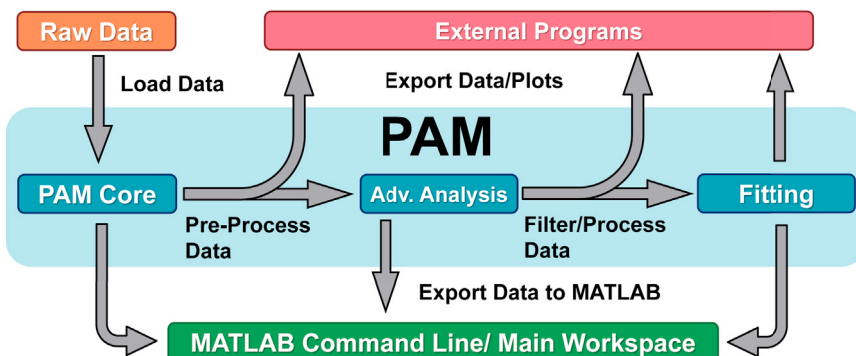 Raw Data
External Programs
Load Data
Export Data/Plots
PAM
PAM Core
Adv. Analysis
Fitting
Pre-Process
Data
Filter/Process
Data
Export Data to MATLAB
MATLAB Command Line/ Main Workspace